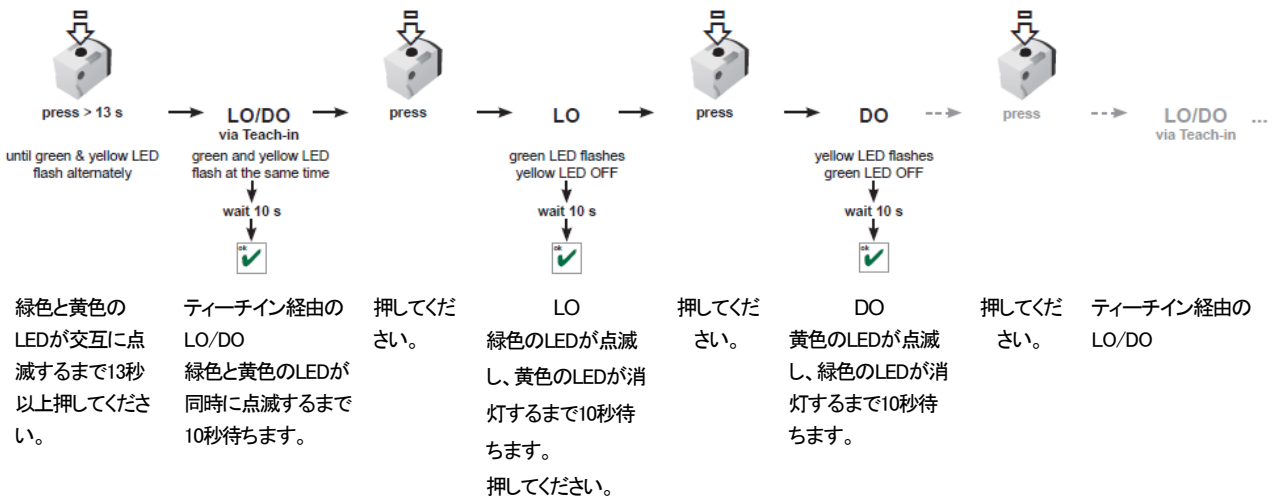 press > 13 s
until green & yellow LED
flash alternately
LO/DO
via Teach-in
green and yellow LED
flash at the same time
wait 10 s
ok
press
LO
green LED flashes
yellow LED OFF
wait 10 s
ok
press
DO
yellow LED flashes
green LED OFF
wait 10 s
ok
press
LO/DO ...
via Teach-in
緑色と黄色の
LEDが交互に点
滅するまで13秒
以上押してくださ
い。
ティーチイン経由の
LO/DO
緑色と黄色のLEDが
同時に点滅するまで
10秒待ちます。
押してくだ
さい。
LO
緑色のLEDが点滅
し、黄色のLEDが消
灯するまで10秒待
ちます。
押してください。
押してくだ
さい。
DO
黄色のLEDが点滅
し、緑色のLEDが消
灯するまで10秒待
ちます。
押してくだ
さい。
ティーチイン経由の
LO/DO